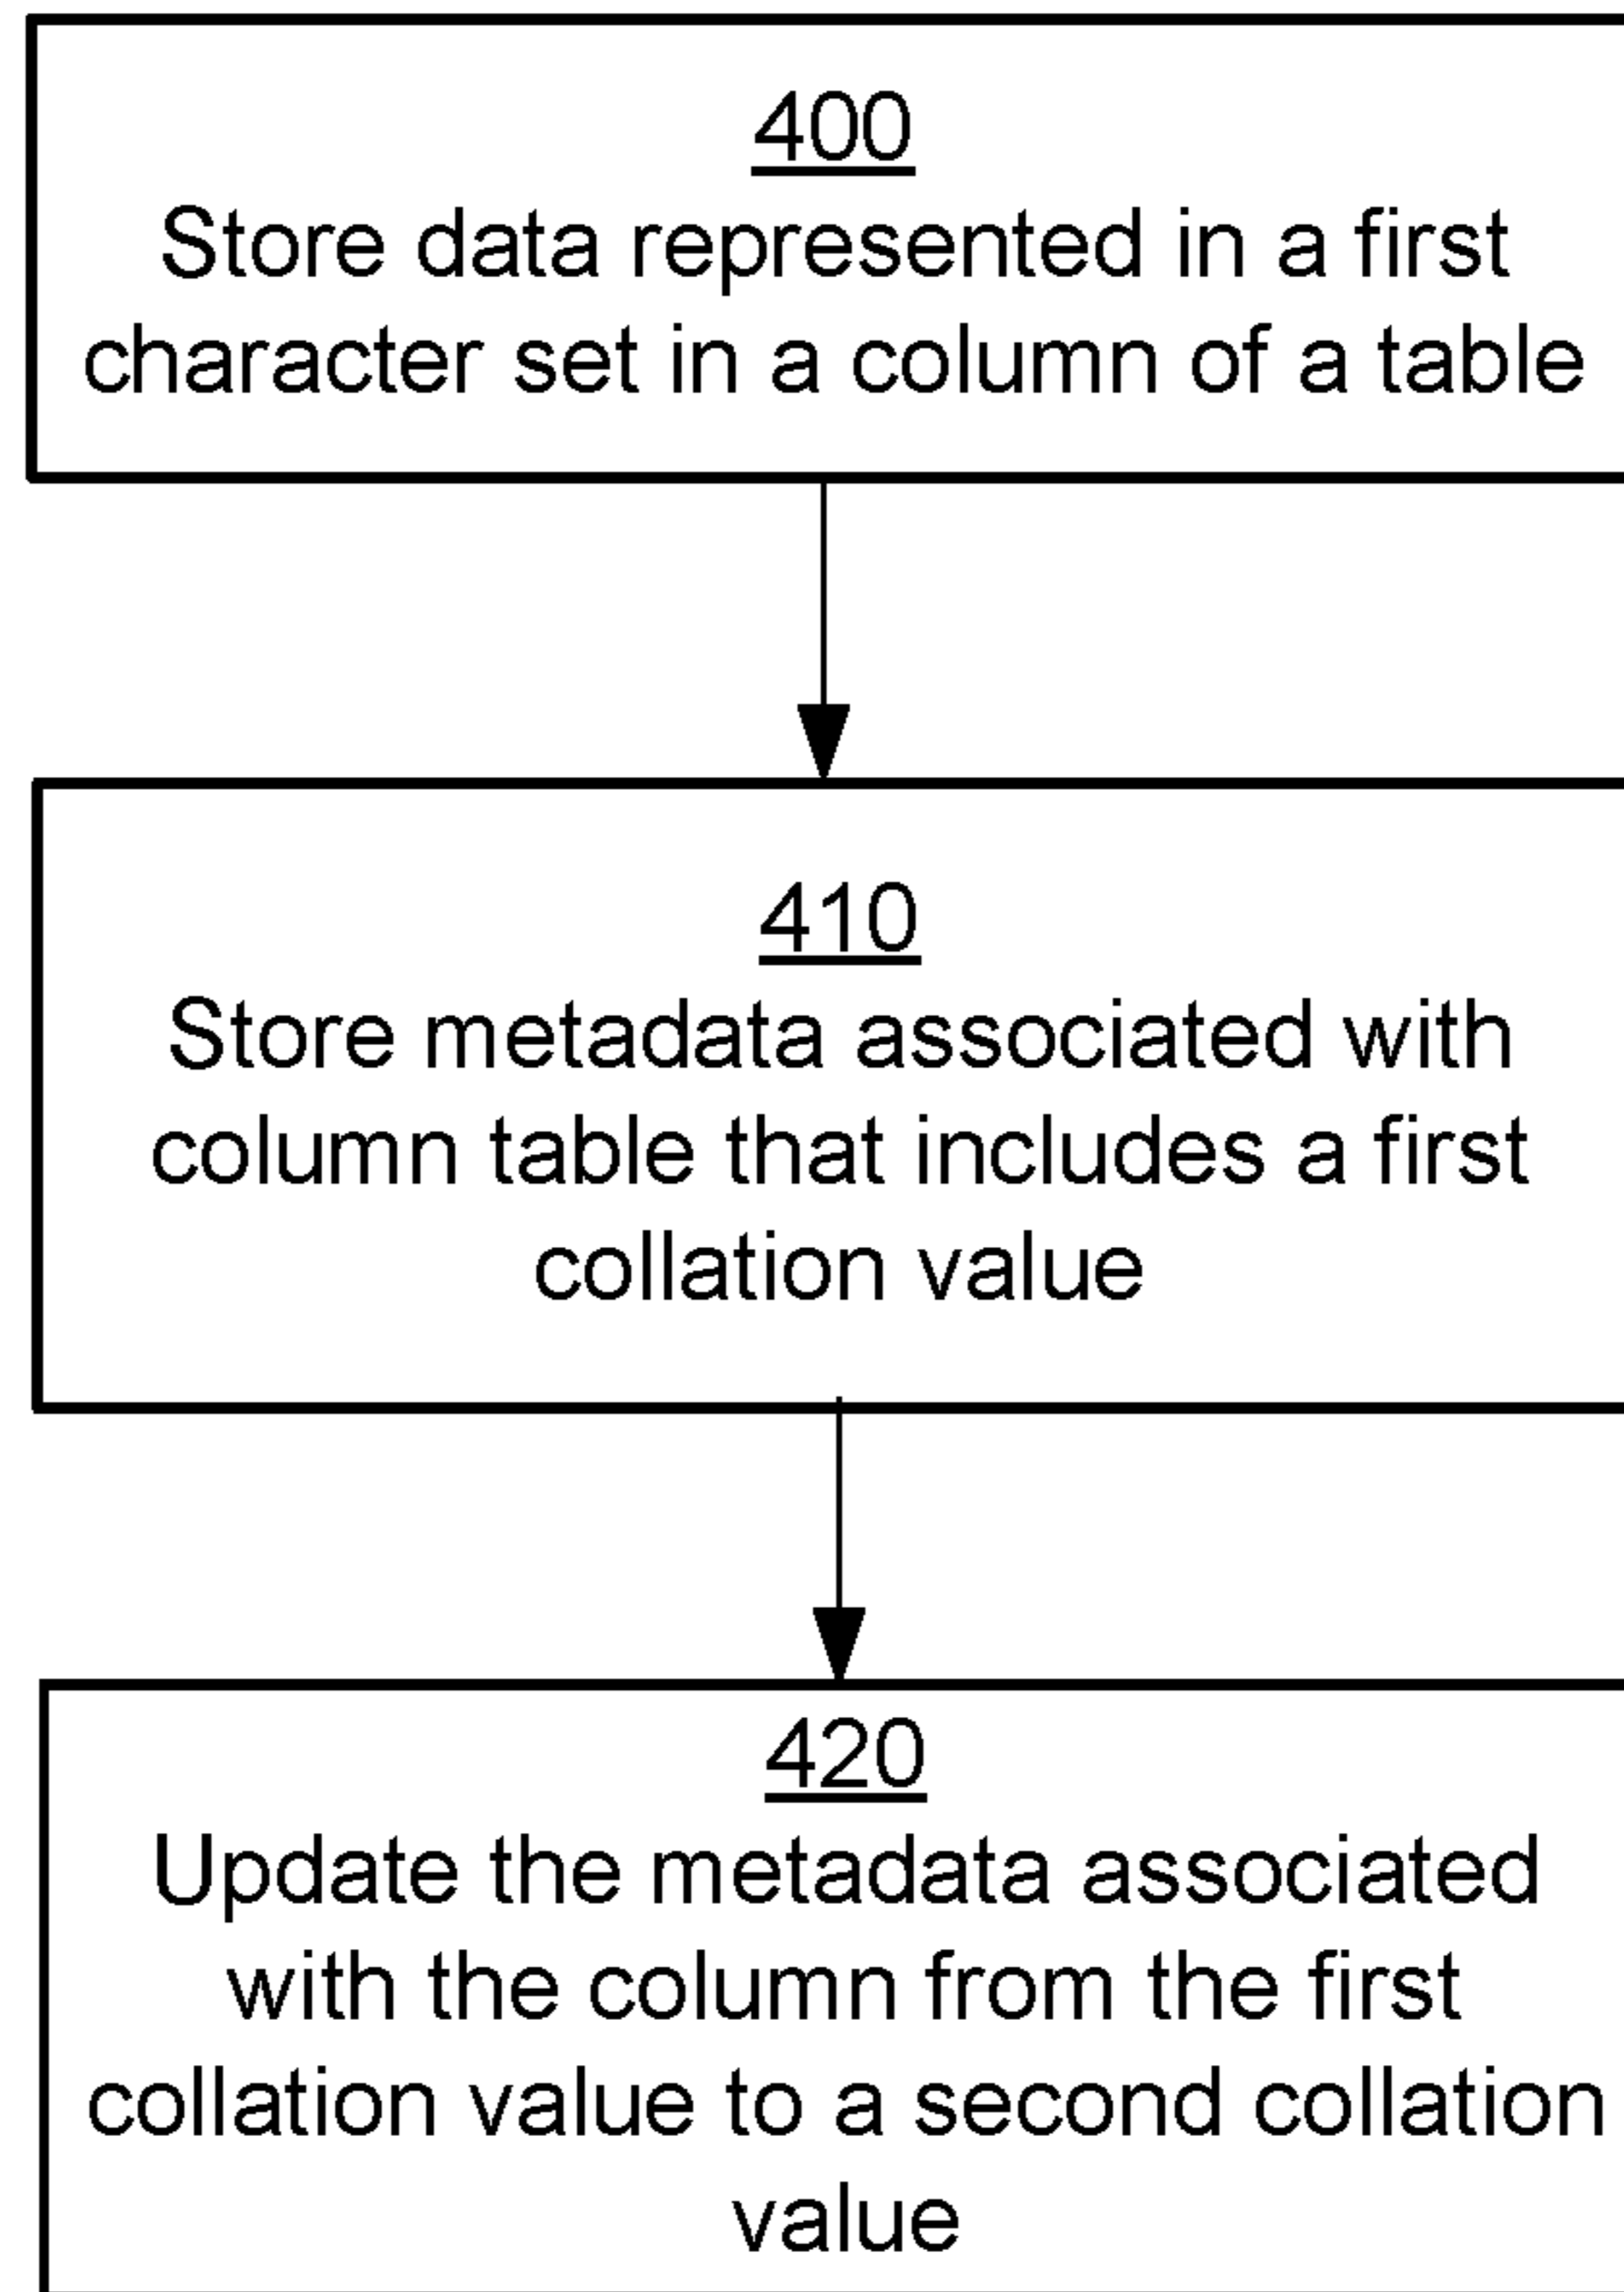 400
Store data represented in a first
character set in a column of a table
410
Store metadata associated with
column table that includes a first
collation value
420
Update the metadata associated
with the column from the first
collation value to a second collation
value